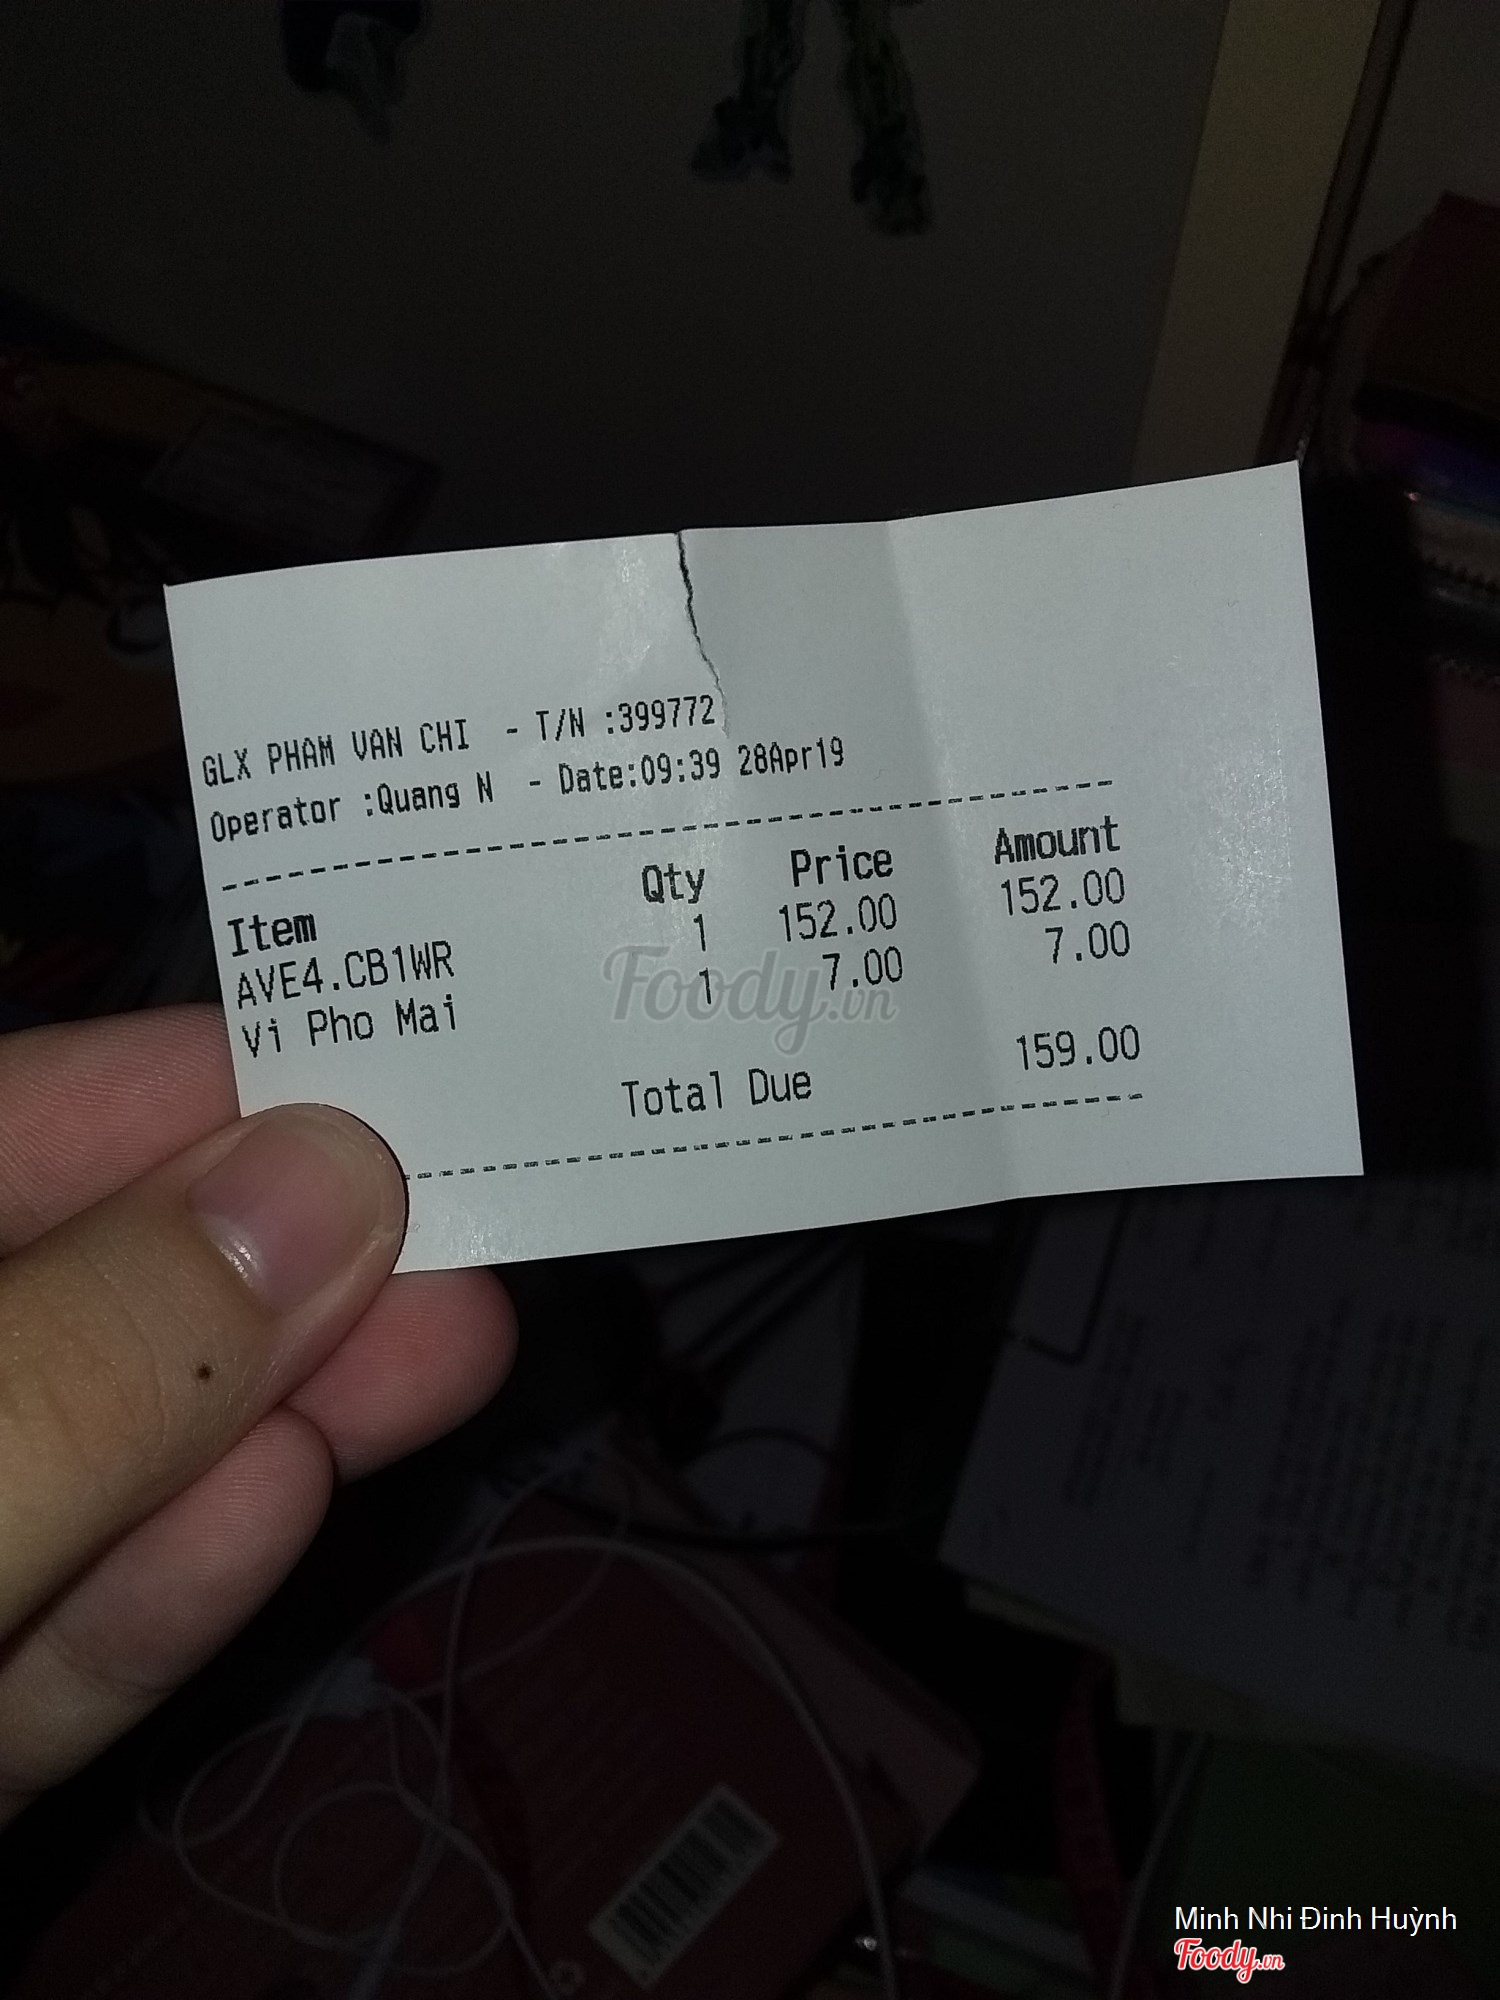 GLX PHAM VAN CHI - T/N :399772
Operator :Quang N - Date:09:39 28Apr19
Item Qty Price Amount
AVE4.CB1WR 1 152.00 152.00
Vi Pho Mai 1 7.00 7.00
Total Due 159.00
Foody.vn
Minh Nhi Đinh Huỳnh
Foody.vn